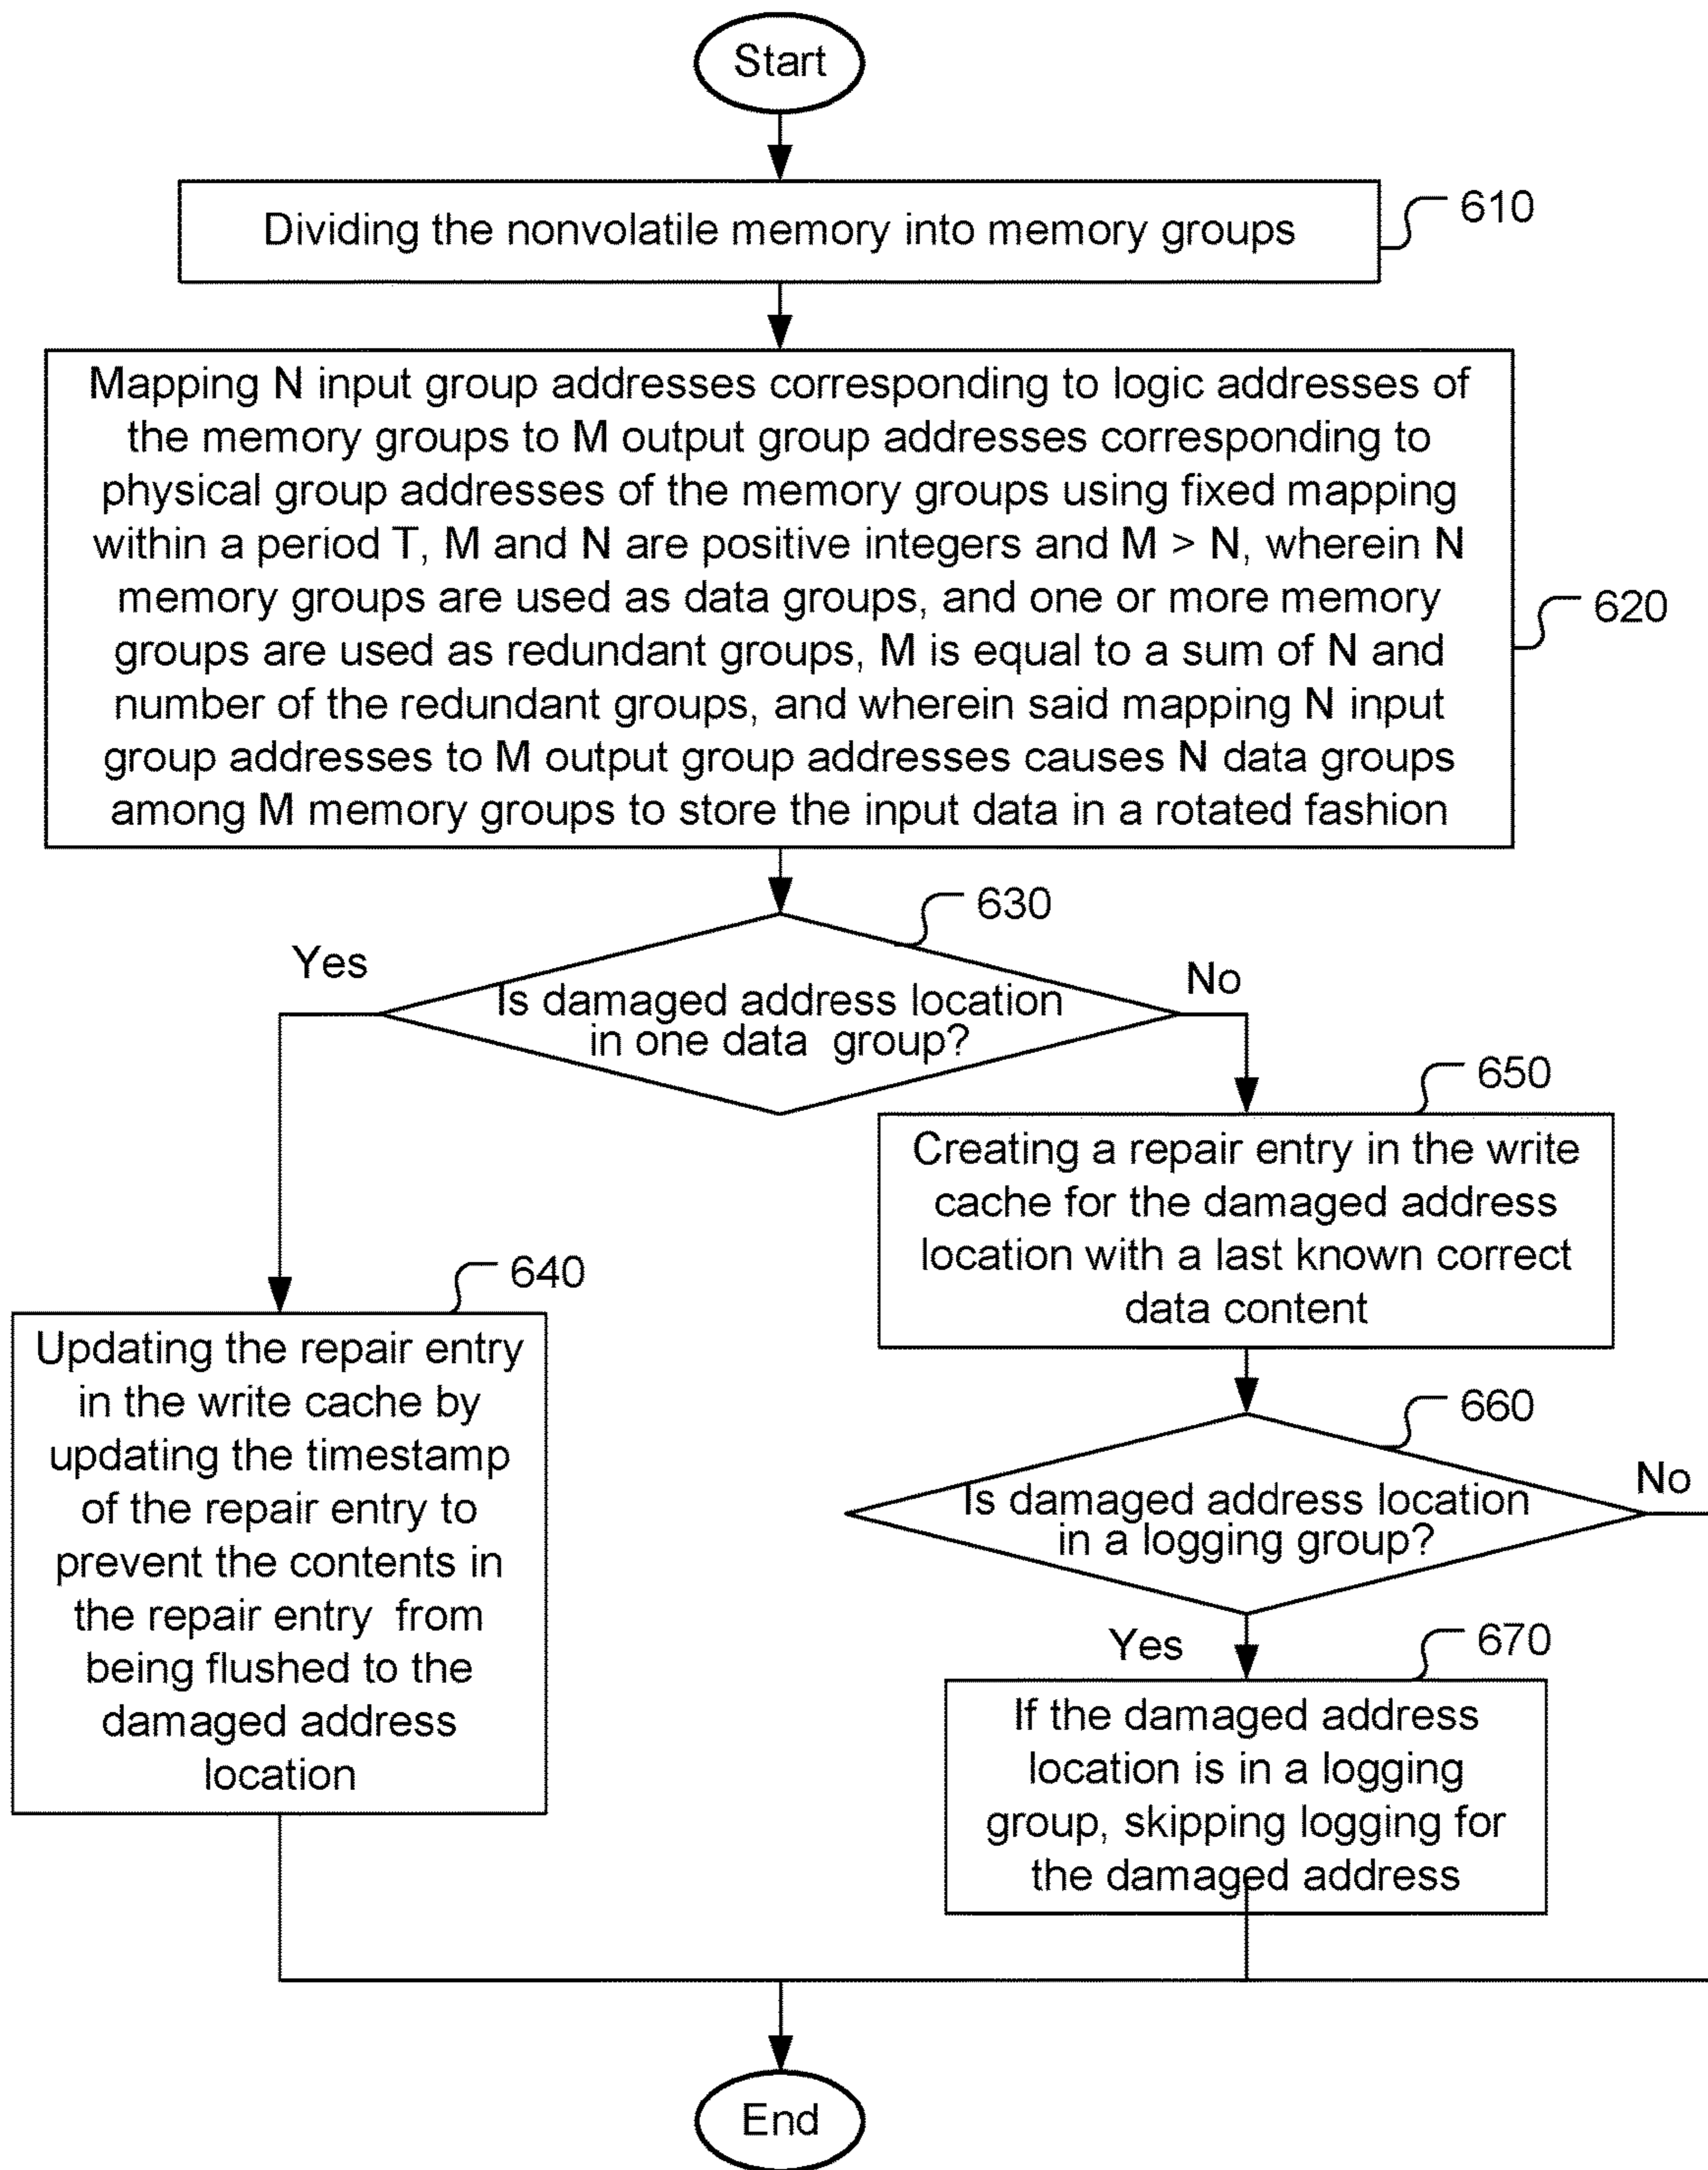 Start
Dividing the nonvolatile memory into memory groups
610
Mapping N input group addresses corresponding to logic addresses of
the memory groups to M output group addresses corresponding to
physical group addresses of the memory groups using fixed mapping
within a period T, M and N are positive integers and M > N, wherein N
memory groups are used as data groups, and one or more memory
groups are used as redundant groups, M is equal to a sum of N and
number of the redundant groups, and wherein said mapping N input
group addresses to M output group addresses causes N data groups
among M memory groups to store the input data in a rotated fashion
620
630
Yes
No
Is damaged address location
in one data group?
650
Creating a repair entry in the write
cache for the damaged address
location with a last known correct
data content
640
Updating the repair entry
in the write cache by
updating the timestamp
of the repair entry to
prevent the contents in
the repair entry from
being flushed to the
damaged address
location
660
No
Is damaged address location
in a logging group?
Yes
670
If the damaged address
location is in a logging
group, skipping logging for
the damaged address
End